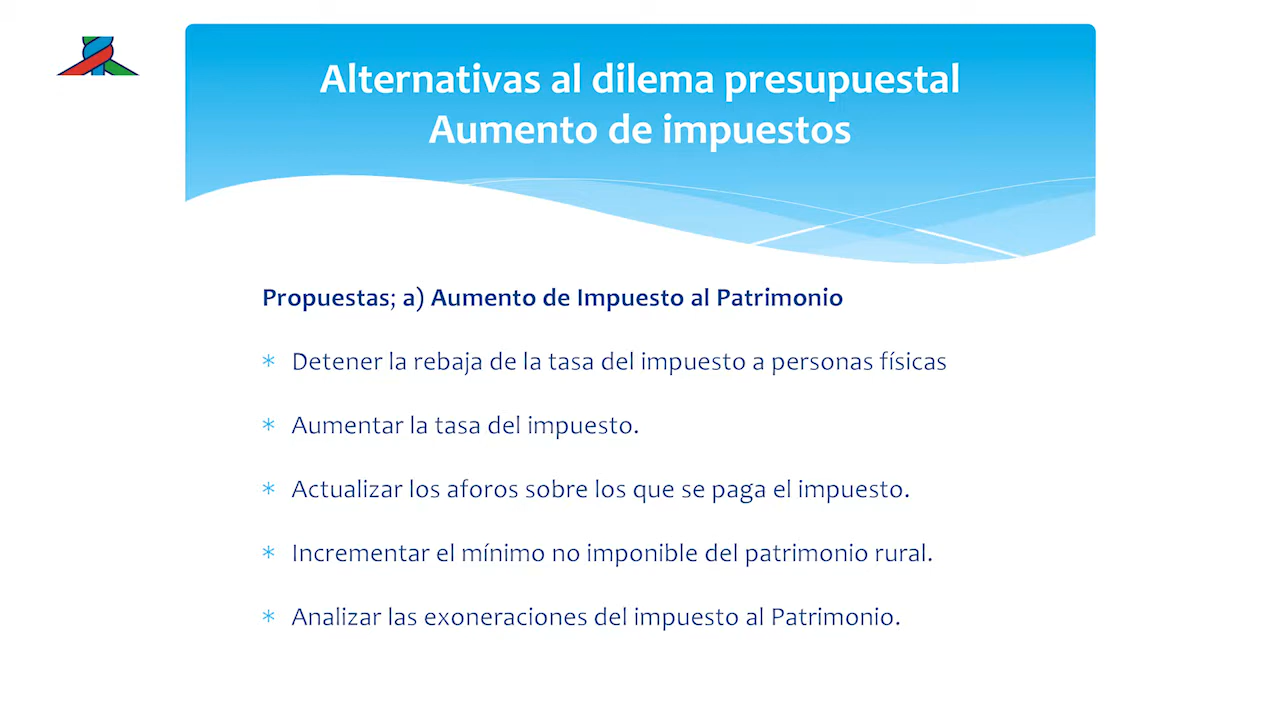 Alternativas al dilema presupuestal
Aumento de impuestos
Propuestas; a) Aumento de Impuesto al Patrimonio
* Detener la rebaja de la tasa del impuesto a personas físicas
* Aumentar la tasa del impuesto.
* Actualizar los aforos sobre los que se paga el impuesto.
* Incrementar el mínimo no imponible del patrimonio rural.
* Analizar las exoneraciones del impuesto al Patrimonio.